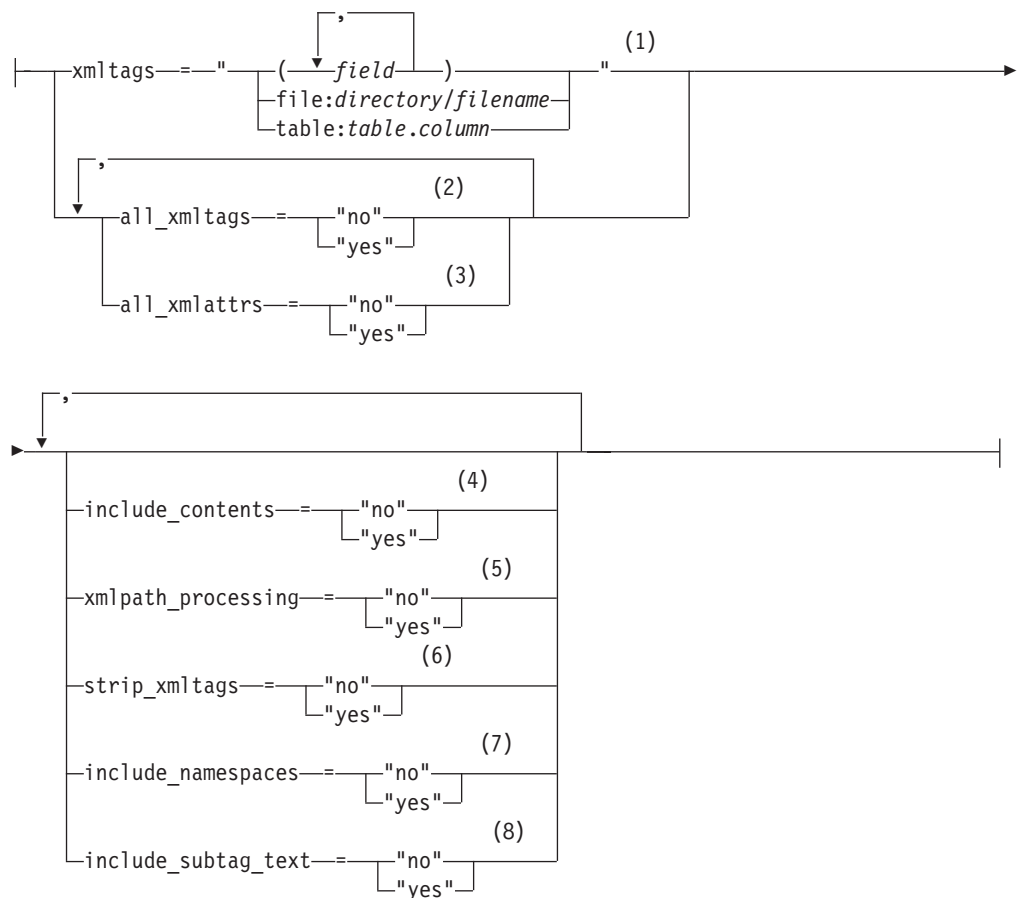 ,
(1)
xmltags = " ( field ) "
file:directory/filename
table:table.column
,
(2)
all_xmltags = "no"
"yes"
(3)
all_xmlattrs = "no"
"yes"
,
(4)
include_contents = "no"
"yes"
(5)
xmlpath_processing = "no"
"yes"
(6)
strip_xmltags = "no"
"yes"
(7)
include_namespaces = "no"
"yes"
(8)
include_subtag_text = "no"
"yes"